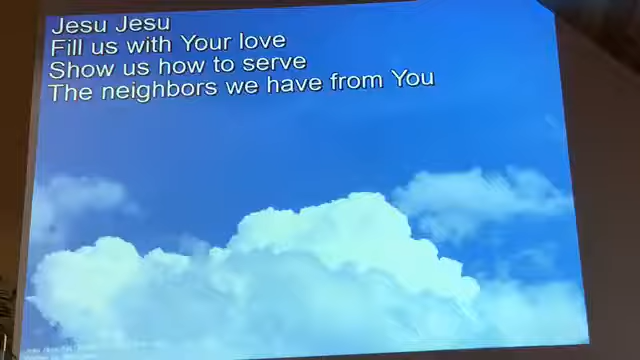 Jesu Jesu
Fill us with Your love
Show us how to serve
The neighbors we have from You